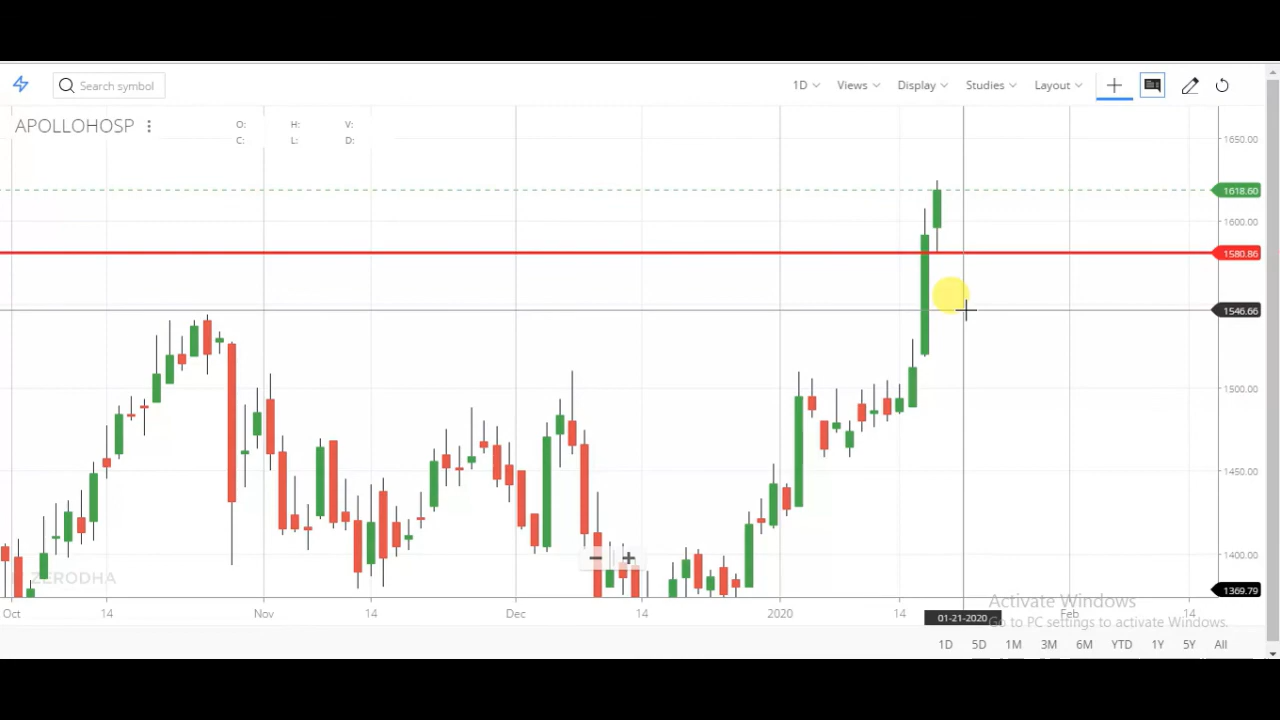 Search symbol
1D Views Display Studies Layout
APOLLOHOSP
O: H: V:
C: L: D:
1650.00
1618.60
1600.00
1580.86
1546.66
1500.00
1450.00
1400.00
1369.79
ZERODHA
Oct 14 Nov 14 Dec 14 2020 14 Feb 14
01-21-2020
Activate Windows
Go to PC settings to activate Windows.
1D 5D 1M 3M 6M YTD 1Y 5Y All